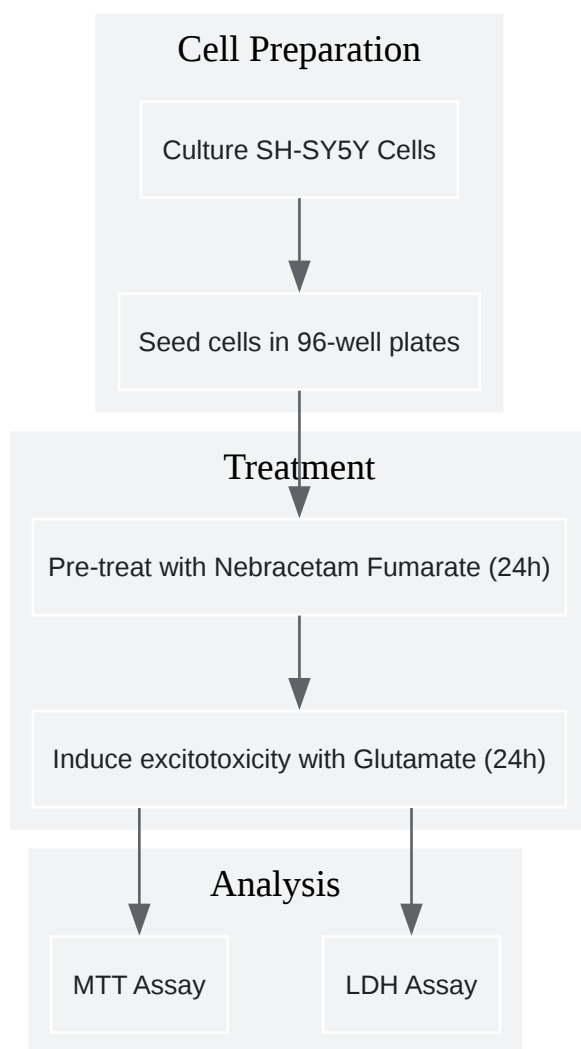 Cell Preparation
Culture SH-SY5Y Cells
Seed cells in 96-well plates
Treatment
Pre-treat with Nebracetam Fumarate (24h)
Induce excitotoxicity with Glutamate (24h)
Analysis
MTT Assay
LDH Assay